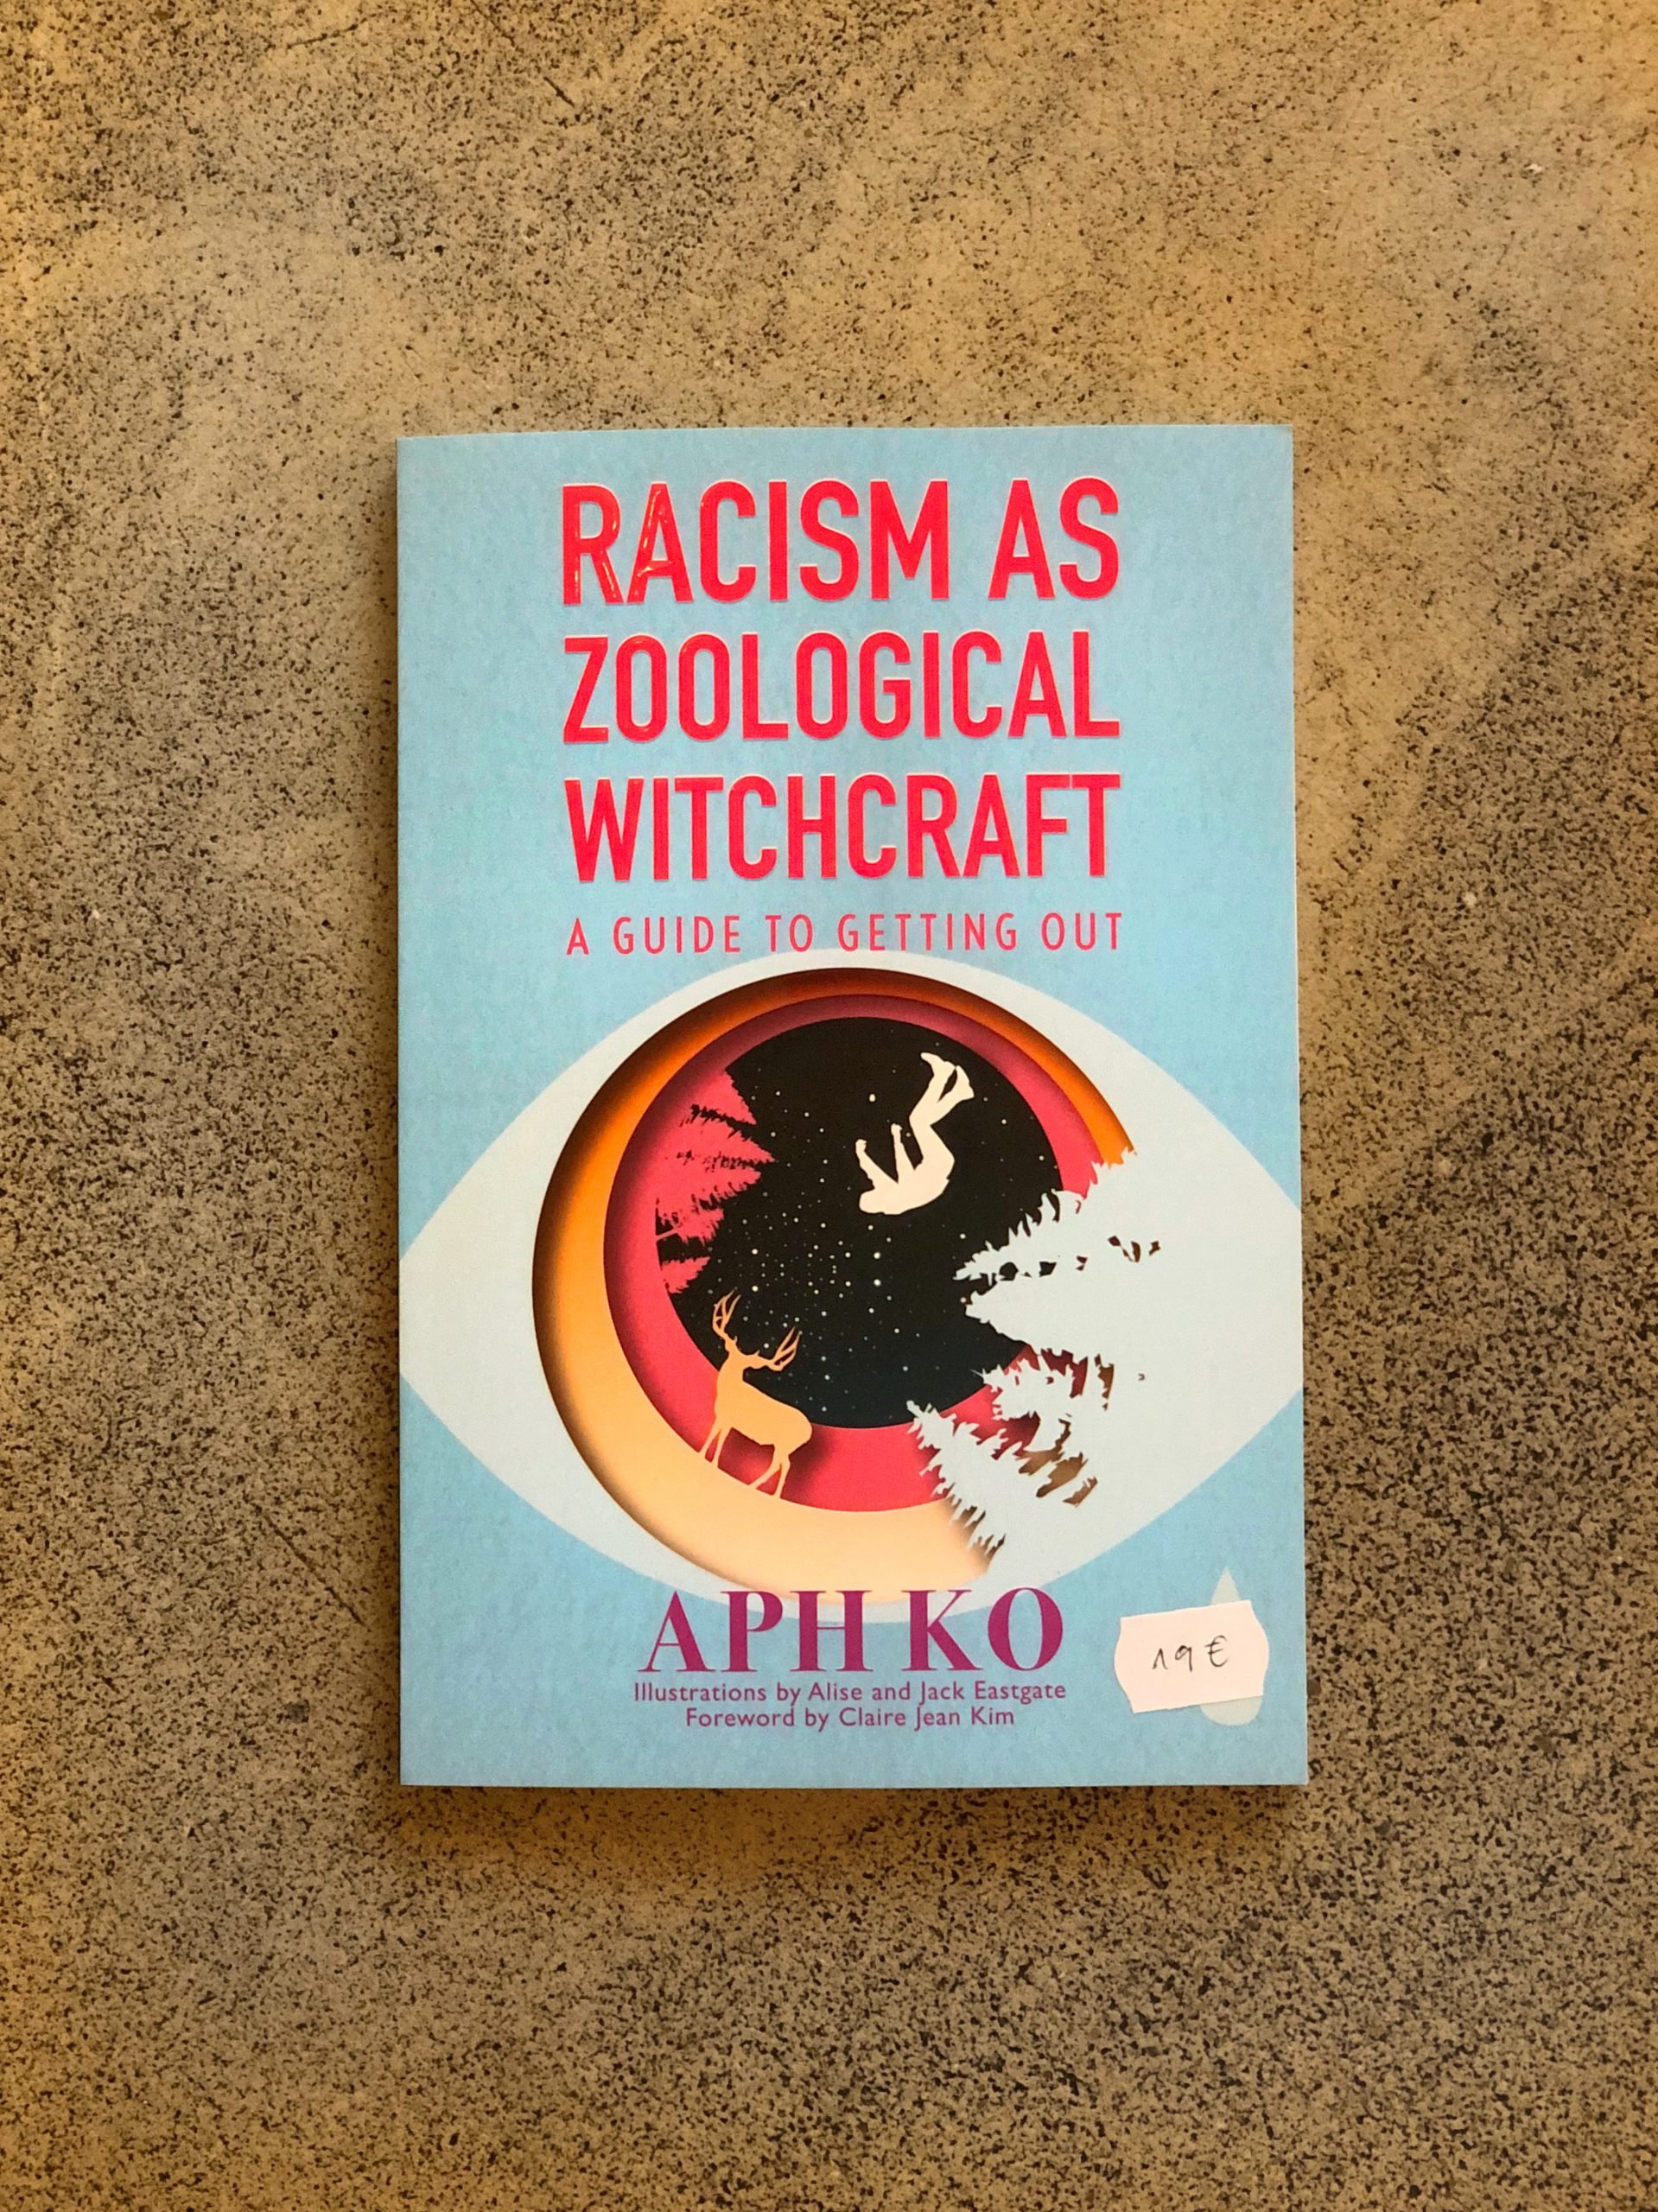 RACISM AS
ZOOLOGICAL
WITCHCRAFT
A GUIDE TO GETTING OUT
APH KO
Illustrations by Alise and Jack Eastgate
Foreword by Claire Jean Kim
19€